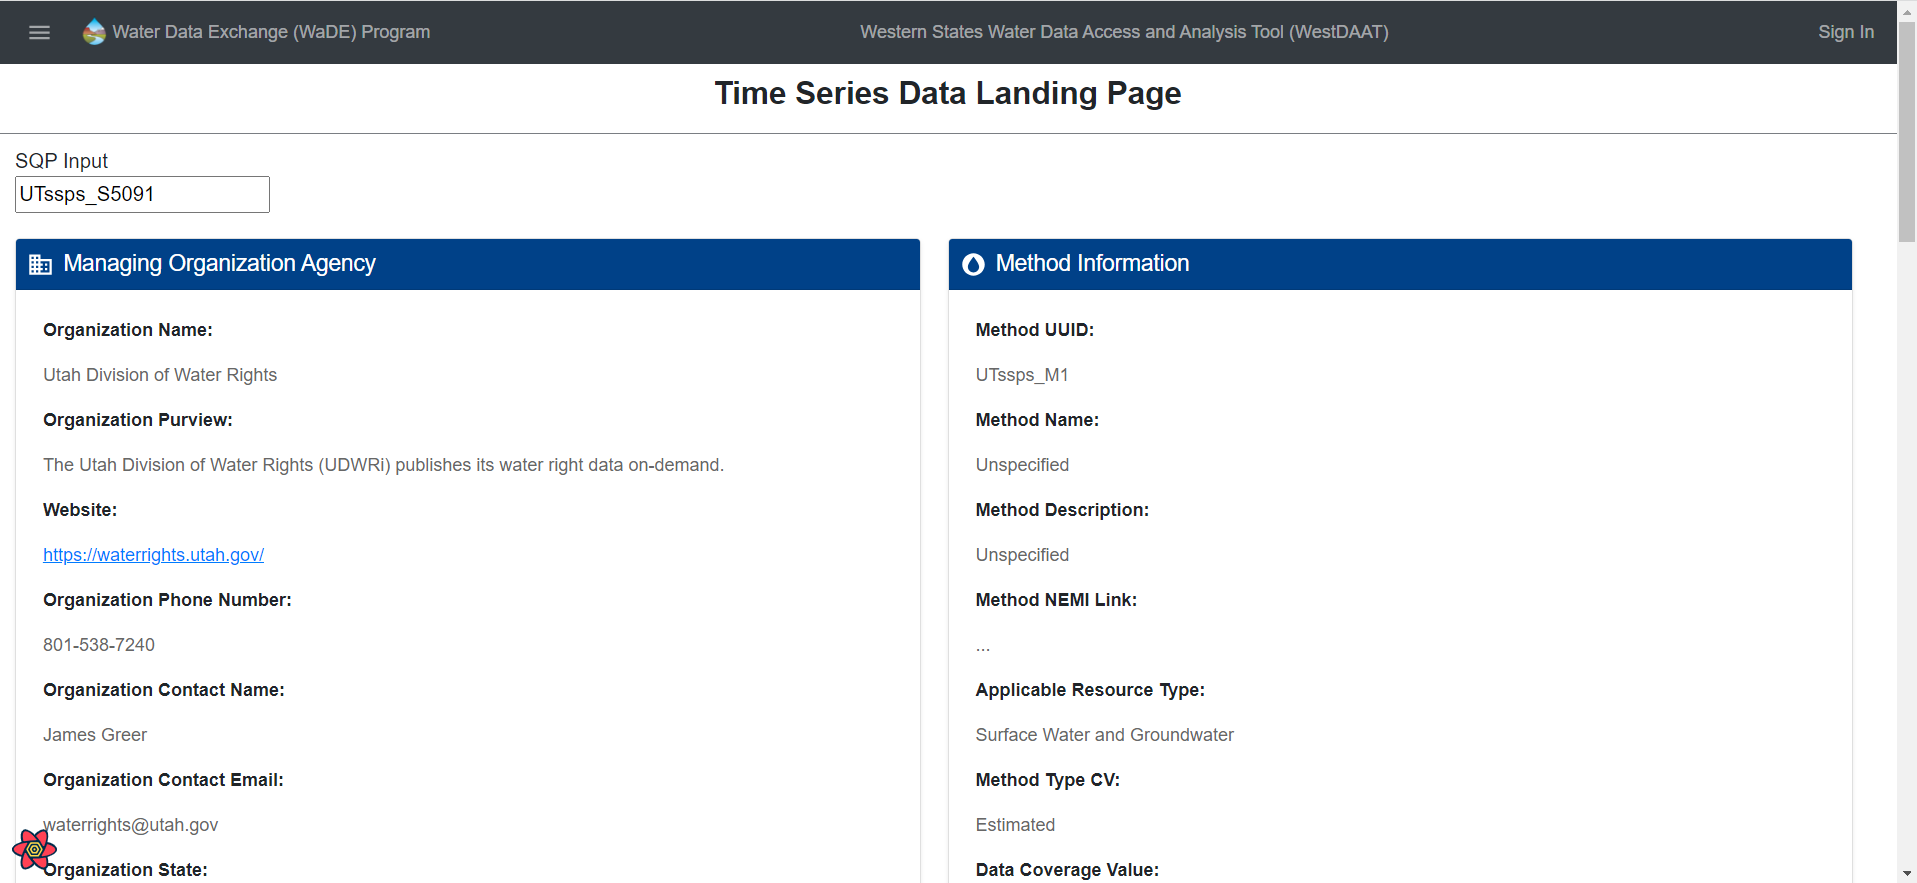 Water Data Exchange (WaDE) Program
Western States Water Data Access and Analysis Tool (WestDAAT)
Sign In
Time Series Data Landing Page
SQP Input
UTssps_S5091
Managing Organization Agency
Organization Name:
Utah Division of Water Rights
Organization Purview:
The Utah Division of Water Rights (UDWRi) publishes its water right data on-demand.
Website:
https://waterrights.utah.gov/
Organization Phone Number:
801-538-7240
Organization Contact Name:
James Greer
Organization Contact Email:
waterrights@utah.gov
Organization State:
Method Information
Method UUID:
UTssps_M1
Method Name:
Unspecified
Method Description:
Unspecified
Method NEMI Link:
...
Applicable Resource Type:
Surface Water and Groundwater
Method Type CV:
Estimated
Data Coverage Value: